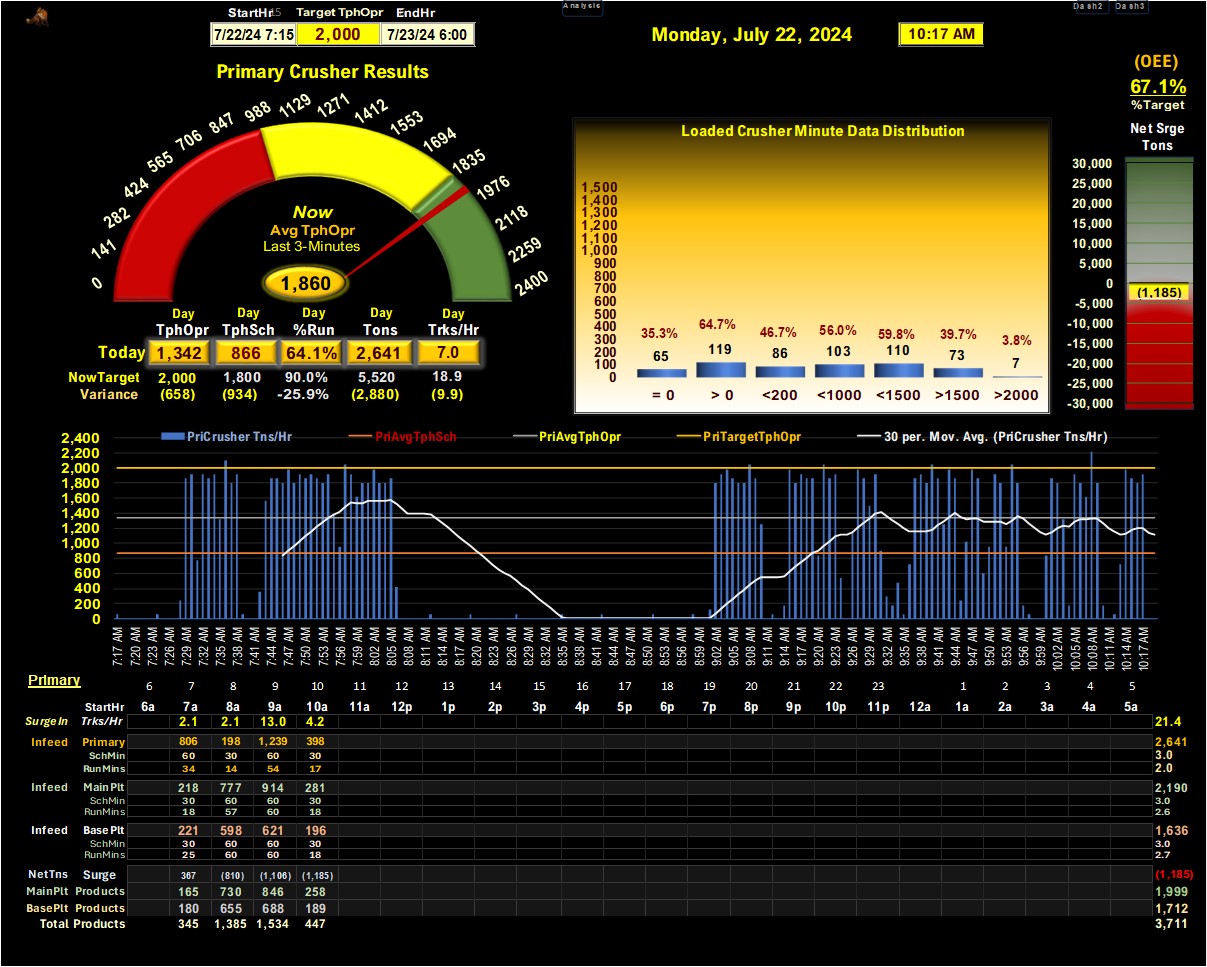 Analysis Dash2 Dash3
StartHr15 Target TphOpr EndHr
7/22/24 7:15 2,000 7/23/24 6:00
Monday, July 22, 2024 10:17 AM
Primary Crusher Results
0 141 282 424 565 706 847 988 1129 1271 1412 1553 1694 1835 1976 2118 2259 2400
Now
Avg TphOpr
Last 3-Minutes
1,860
Day Day Day Day Day
TphOpr TphSch %Run Tons Trks/Hr
Today 1,342 866 64.1% 2,641 7.0
NowTarget 2,000 1,800 90.0% 5,520 18.9
Variance (658) (934) -25.9% (2,880) (9.9)
Loaded Crusher Minute Data Distribution
1,500
1,400
1,300
1,200
1,100
1,000
900
800
700
600
500
400
300
200
100
0
35.3% 64.7% 46.7% 56.0% 59.8% 39.7% 3.8%
65 119 86 103 110 73 7
= 0 > 0 <200 <1000 <1500 >1500 >2000
(OEE)
67.1%
%Target
Net Srge
Tons
30,000
25,000
20,000
15,000
10,000
5,000
0
(1,185)
-5,000
-10,000
-15,000
-20,000
-25,000
-30,000
PriCrusher Tns/Hr PriAvgTphSch PriAvgTphOpr PriTargetTphOpr 30 per. Mov. Avg. (PriCrusher Tns/Hr)
2,400
2,200
2,000
1,800
1,600
1,400
1,200
1,000
800
600
400
200
0
7:17 AM 7:20 AM 7:23 AM 7:26 AM 7:29 AM 7:32 AM 7:35 AM 7:38 AM 7:41 AM 7:44 AM 7:47 AM 7:50 AM 7:53 AM 7:56 AM 7:59 AM 8:02 AM 8:05 AM 8:08 AM 8:11 AM 8:14 AM 8:17 AM 8:20 AM 8:23 AM 8:26 AM 8:29 AM 8:32 AM 8:35 AM 8:38 AM 8:41 AM 8:44 AM 8:47 AM 8:50 AM 8:53 AM 8:56 AM 8:59 AM 9:02 AM 9:05 AM 9:08 AM 9:11 AM 9:14 AM 9:17 AM 9:20 AM 9:23 AM 9:26 AM 9:29 AM 9:32 AM 9:35 AM 9:38 AM 9:41 AM 9:44 AM 9:47 AM 9:50 AM 9:53 AM 9:56 AM 9:59 AM 10:02 AM 10:05 AM 10:08 AM 10:11 AM 10:14 AM 10:17 AM
Primary
6 7 8 9 10 11 12 13 14 15 16 17 18 19 20 21 22 23 1 2 3 4 5
StartHr 6a 7a 8a 9a 10a 11a 12p 1p 2p 3p 4p 5p 6p 7p 8p 9p 10p 11p 12a 1a 2a 3a 4a 5a
SurgeIn Trks/Hr 2.1 2.1 13.0 4.2 21.4
Infeed Primary 806 198 1,239 398 2,641
SchMin 60 30 60 30 3.0
RunMins 34 14 54 17 2.0
Infeed MainPlt 218 777 914 281 2,190
SchMin 30 60 60 30 3.0
RunMins 18 57 60 18 2.6
Infeed BasePlt 221 598 621 196 1,636
SchMin 30 60 60 30 3.0
RunMins 25 60 60 18 2.7
NetTns Surge 367 (810) (1,106) (1,185) (1,185)
MainPlt Products 165 730 846 258 1,999
BasePlt Products 180 655 688 189 1,712
Total Products 345 1,385 1,534 447 3,711